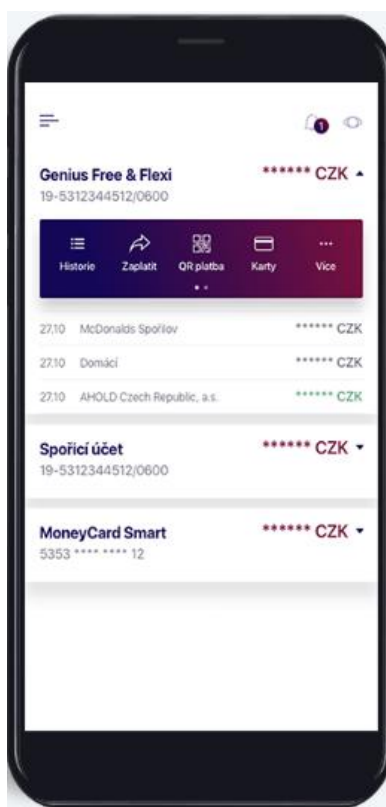 1
Genius Free & Flexi ****** CZK
19-5312344512/0600
Historie Zaplatit QR platba Karty Více
27.10 McDonalds Spořilov ****** CZK
27.10 Domácí ****** CZK
27.10 AHOLD Czech Republic, a.s. ****** CZK
Spořicí účet ****** CZK
19-5312344512/0600
MoneyCard Smart ****** CZK
5353 **** **** 12